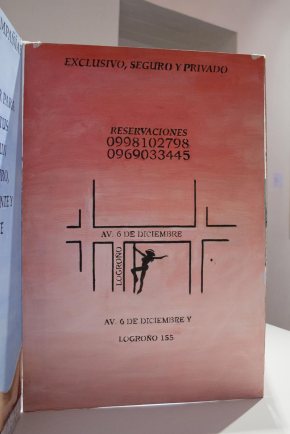 EXCLUSIVO, SEGURO Y PRIVADO
RESERVACIONES
0998102798
0969033445
AV. 6 DE DICIEMBRE
LOGROÑO
AV. 6 DE DICIEMBRE Y
LOGROÑO 155